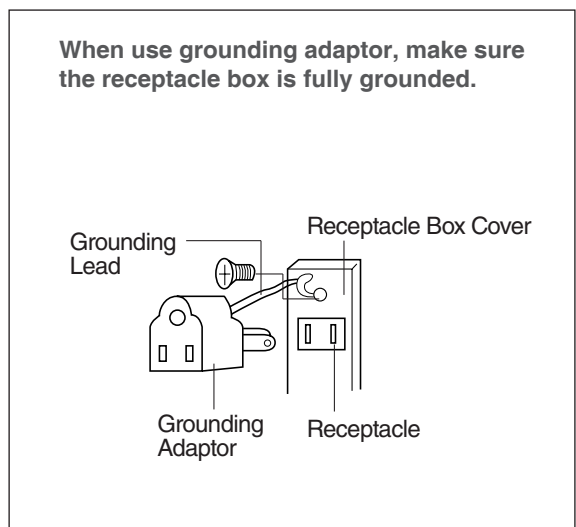 When use grounding adaptor, make sure
the receptacle box is fully grounded.
Receptacle Box Cover
Grounding
Lead
Grounding
Adaptor
Receptacle